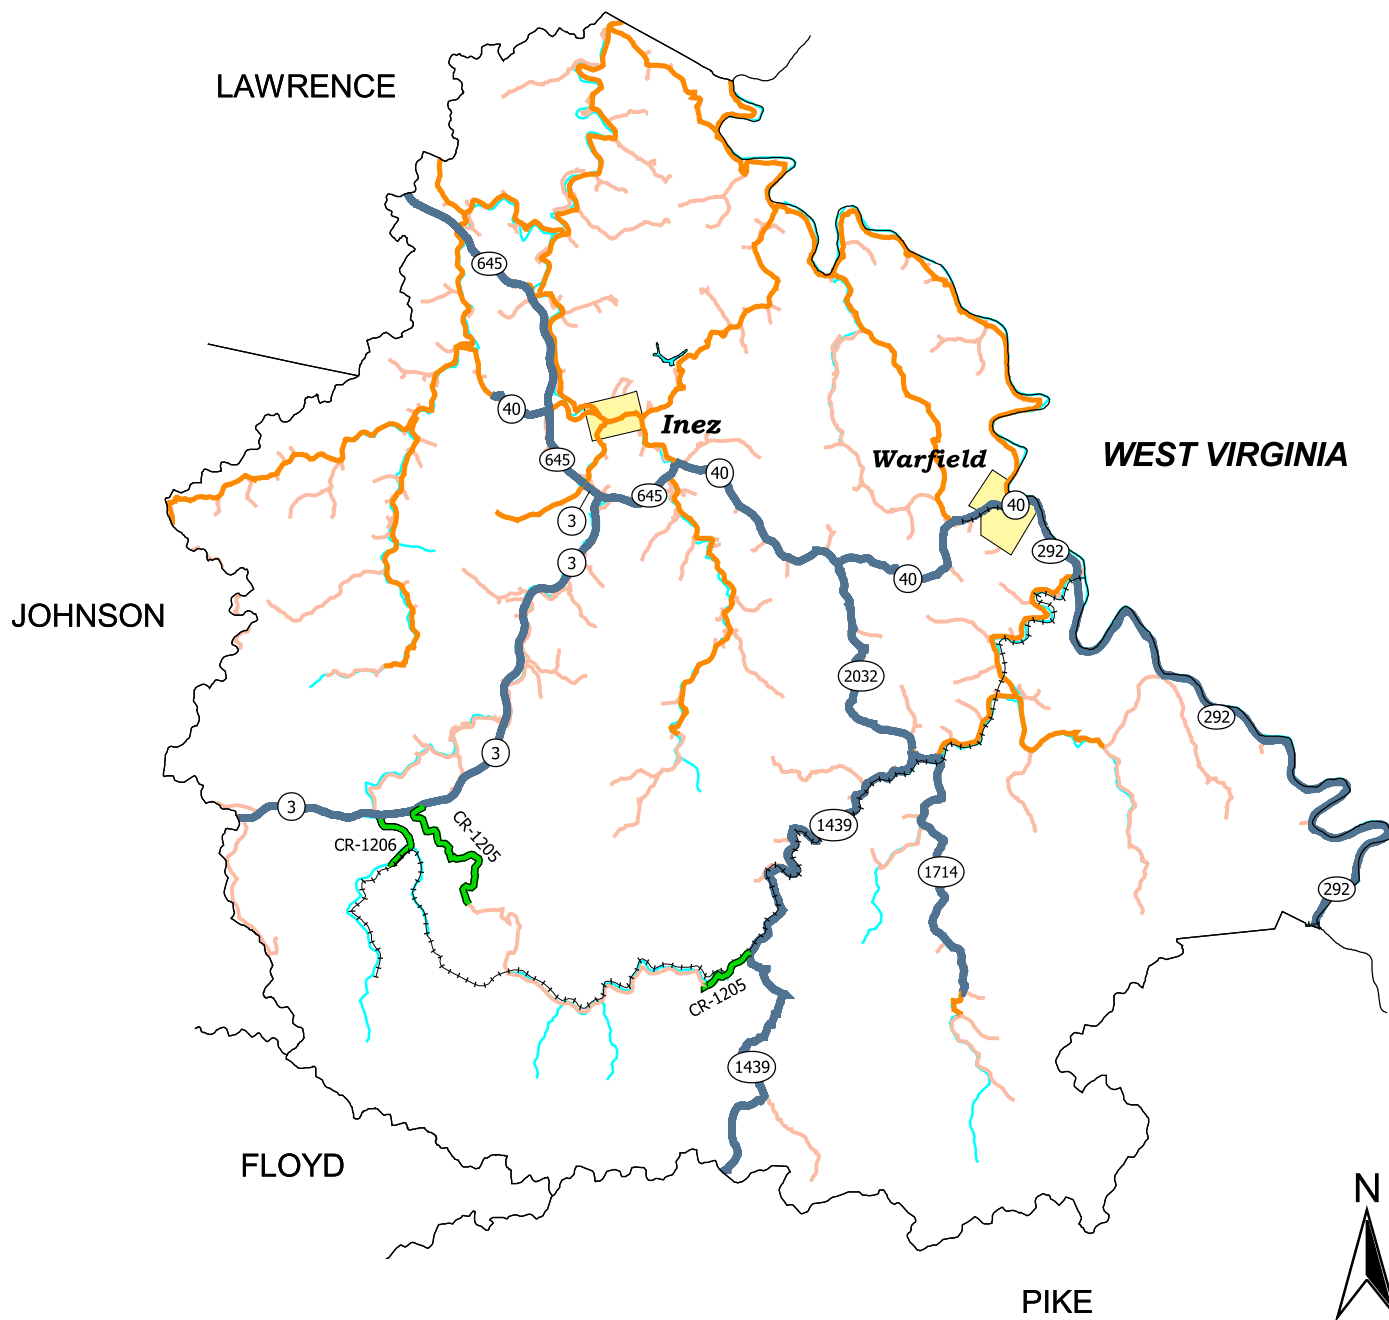 LAWRENCE
645
40
Inez
WEST VIRGINIA
Warfield
645
40
645
40
3
292
3
40
JOHNSON
2032
292
3
3
CR-1205
1439
CR-1206
1714
292
CR-1205
1439
FLOYD
N
PIKE